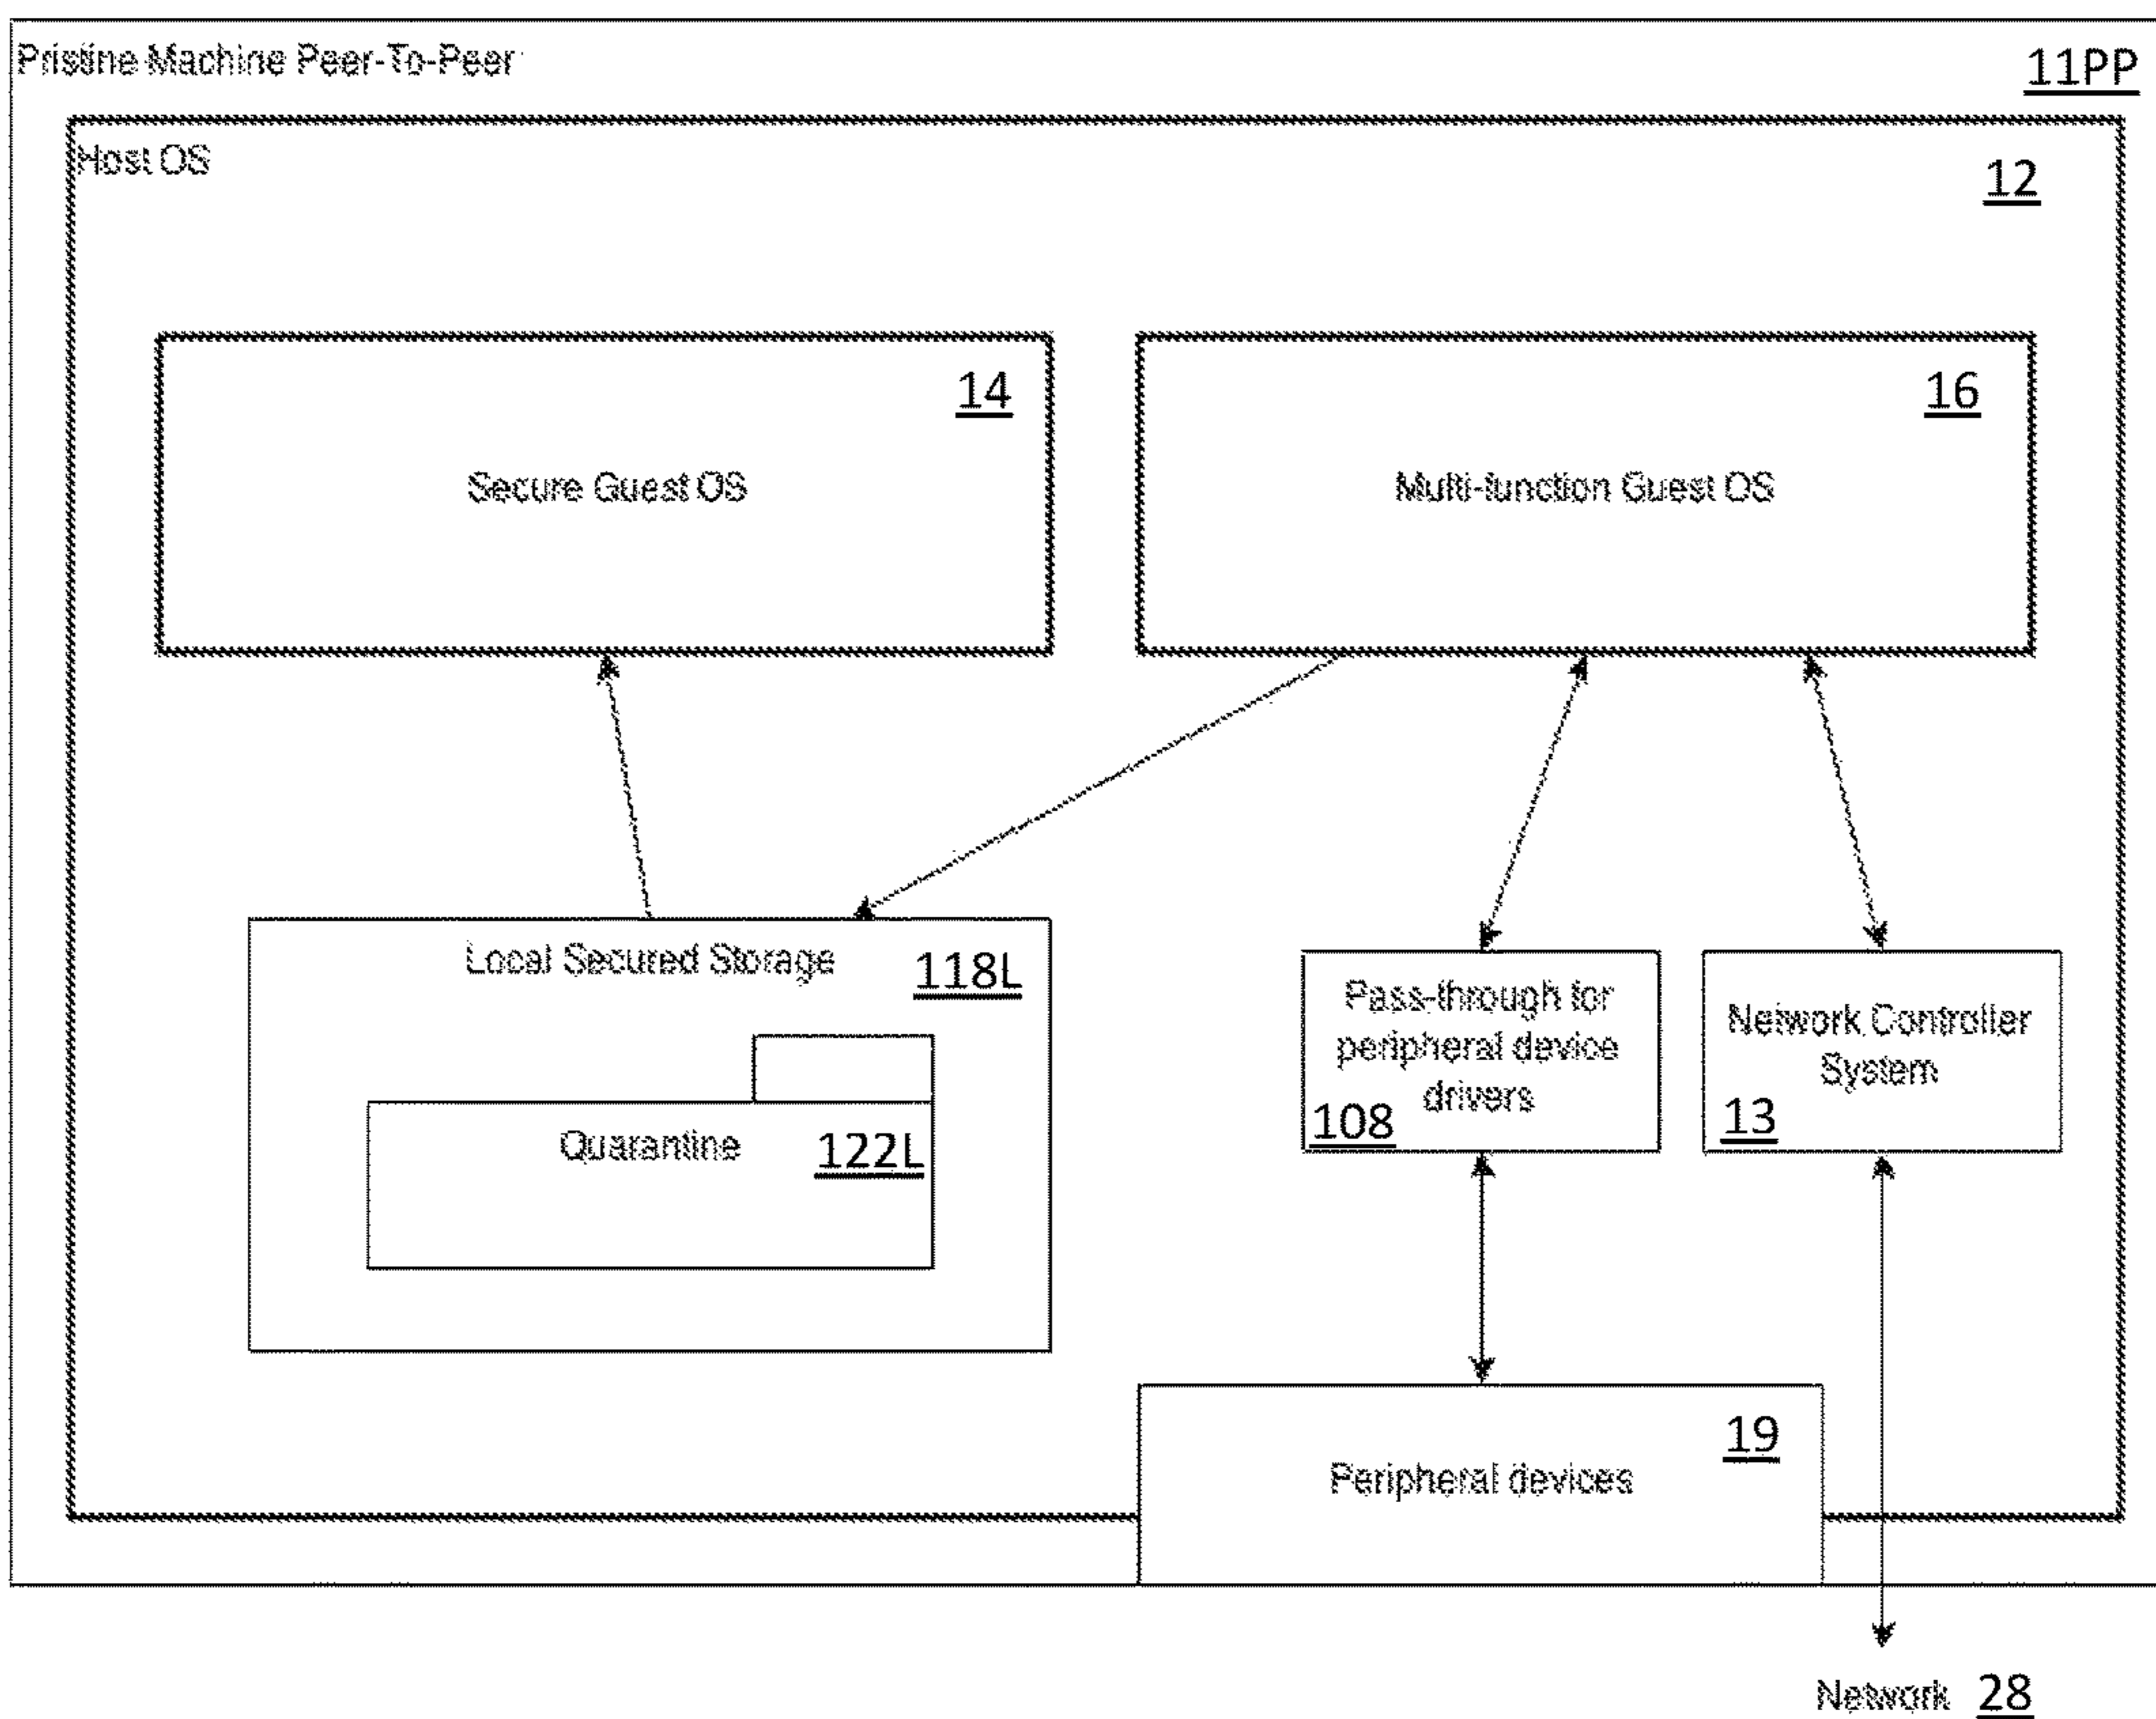 Pristine Machine Peer-To-Peer
11PP
Host OS
12
14
Secure Guest OS
16
Multi-function Guest OS
Local Secured Storage
118L
Quarantine
122L
Pass-through for
peripheral device
drivers
108
Network Controller
System
13
19
Peripheral devices
Network 28